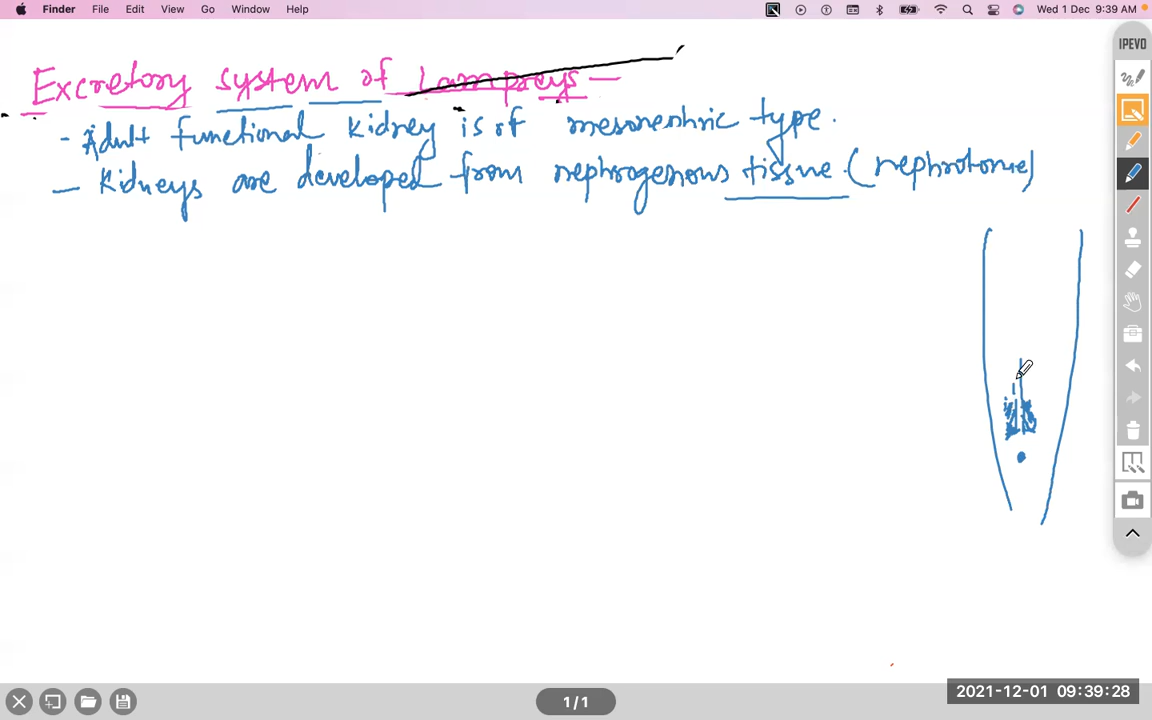 Finder File Edit View Go Window Help
Wed 1 Dec 9:39 AM
IPEVO
Excretory system of Lampreys —
- Adult functional kidney is of mesonephric type.
— Kidneys are developed from nephrogenous tissue. (nephrotome)
1/1
2021-12-01 09:39:28